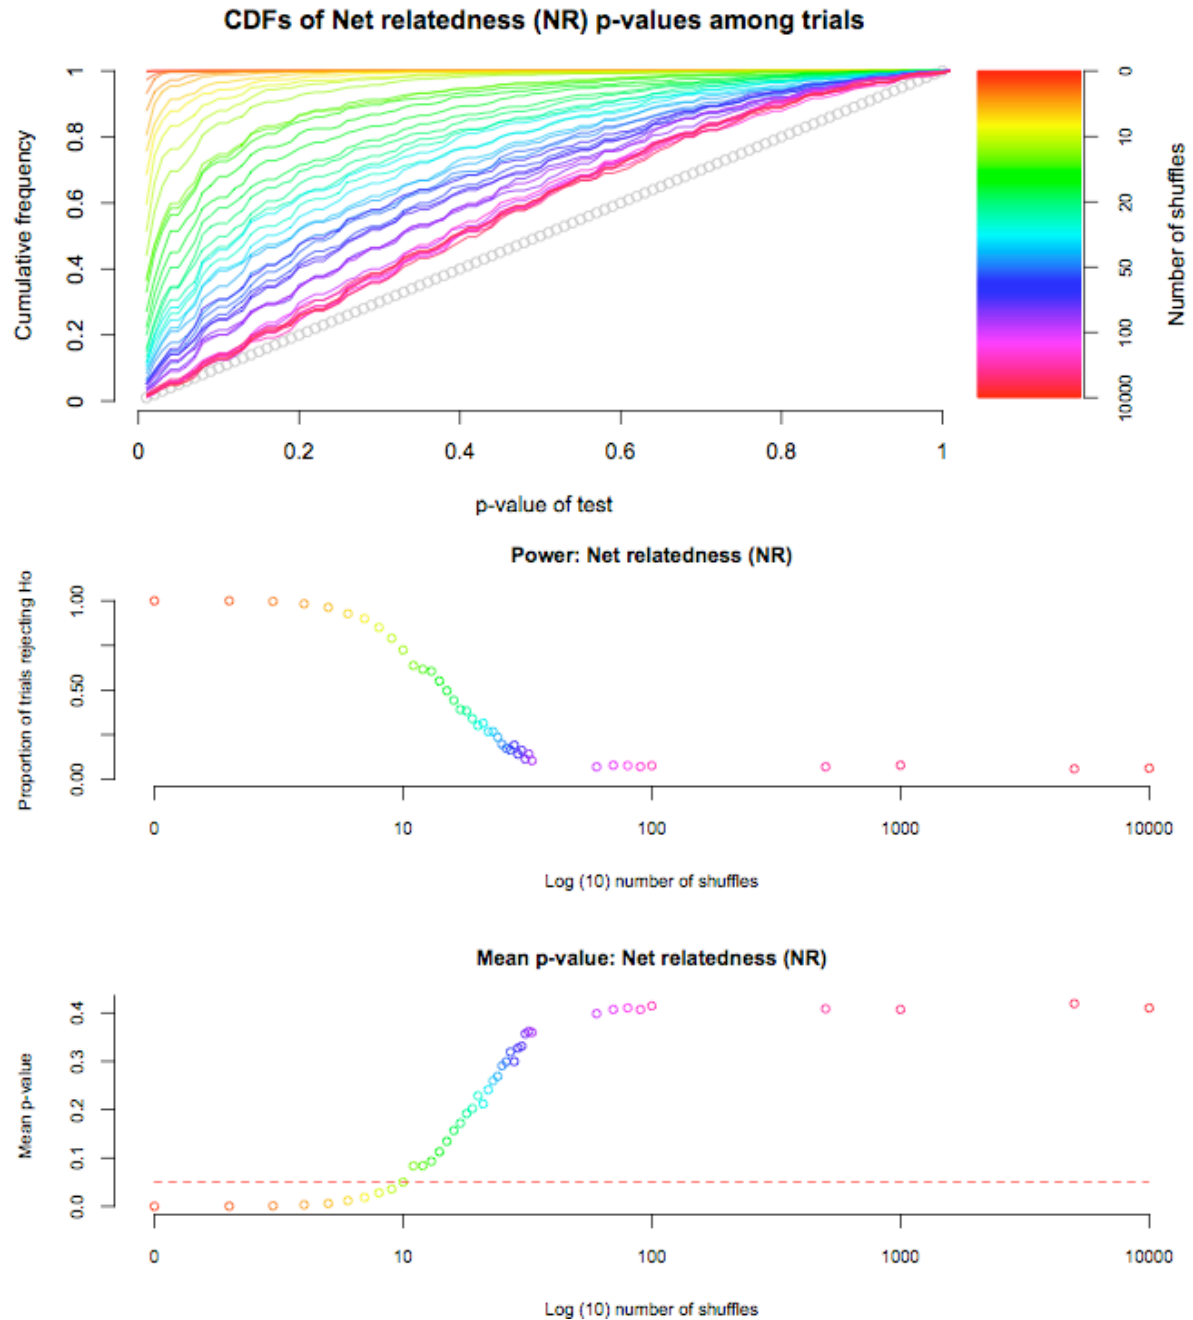 CDFs of Net relatedness (NR) p-values among trials
Cumulative frequency
1
0.8
0.6
0.4
0.2
0
0 0.2 0.4 0.6 0.8 1
p-value of test
0
10
20
50
100
10000
Number of shuffles
Power: Net relatedness (NR)
Proportion of trials rejecting Ho
1.00
0.50
0.00
0 10 100 1000 10000
Log (10) number of shuffles
Mean p-value: Net relatedness (NR)
Mean p-value
0.4
0.3
0.2
0.1
0.0
0 10 100 1000 10000
Log (10) number of shuffles